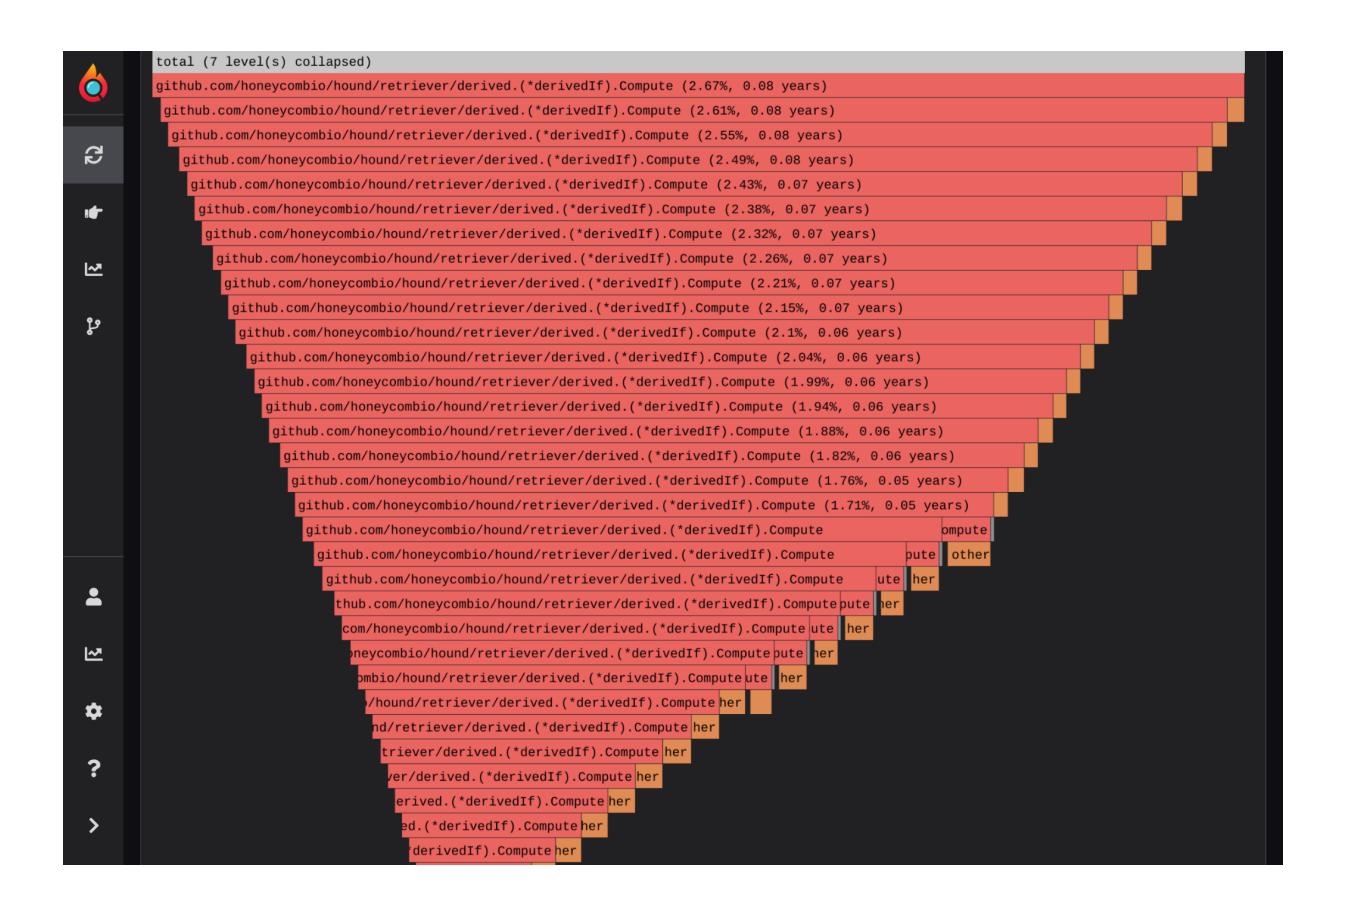 total (7 level(s) collapsed)
github.com/honeycombio/hound/retriever/derived.(*derivedIf).Compute (2.67%, 0.08 years)
github.com/honeycombio/hound/retriever/derived.(*derivedIf).Compute (2.61%, 0.08 years)
github.com/honeycombio/hound/retriever/derived.(*derivedIf).Compute (2.55%, 0.08 years)
github.com/honeycombio/hound/retriever/derived.(*derivedIf).Compute (2.49%, 0.08 years)
github.com/honeycombio/hound/retriever/derived.(*derivedIf).Compute (2.43%, 0.07 years)
github.com/honeycombio/hound/retriever/derived.(*derivedIf).Compute (2.38%, 0.07 years)
github.com/honeycombio/hound/retriever/derived.(*derivedIf).Compute (2.32%, 0.07 years)
github.com/honeycombio/hound/retriever/derived.(*derivedIf).Compute (2.26%, 0.07 years)
github.com/honeycombio/hound/retriever/derived.(*derivedIf).Compute (2.21%, 0.07 years)
github.com/honeycombio/hound/retriever/derived.(*derivedIf).Compute (2.15%, 0.07 years)
github.com/honeycombio/hound/retriever/derived.(*derivedIf).Compute (2.1%, 0.06 years)
github.com/honeycombio/hound/retriever/derived.(*derivedIf).Compute (2.04%, 0.06 years)
github.com/honeycombio/hound/retriever/derived.(*derivedIf).Compute (1.99%, 0.06 years)
github.com/honeycombio/hound/retriever/derived.(*derivedIf).Compute (1.94%, 0.06 years)
github.com/honeycombio/hound/retriever/derived.(*derivedIf).Compute (1.88%, 0.06 years)
github.com/honeycombio/hound/retriever/derived.(*derivedIf).Compute (1.82%, 0.06 years)
github.com/honeycombio/hound/retriever/derived.(*derivedIf).Compute (1.76%, 0.05 years)
github.com/honeycombio/hound/retriever/derived.(*derivedIf).Compute (1.71%, 0.05 years)
github.com/honeycombio/hound/retriever/derived.(*derivedIf).Compute ompute
github.com/honeycombio/hound/retriever/derived.(*derivedIf).Compute pute other
github.com/honeycombio/hound/retriever/derived.(*derivedIf).Compute ute her
thub.com/honeycombio/hound/retriever/derived.(*derivedIf).Compute pute her
com/honeycombio/hound/retriever/derived.(*derivedIf).Compute ute her
neycombio/hound/retriever/derived.(*derivedIf).Compute pute her
mbio/hound/retriever/derived.(*derivedIf).Compute ute her
/hound/retriever/derived.(*derivedIf).Compute her
nd/retriever/derived.(*derivedIf).Compute her
triever/derived.(*derivedIf).Compute her
ver/derived.(*derivedIf).Compute her
erived.(*derivedIf).Compute her
ed.(*derivedIf).Compute her
derivedIf).Compute her